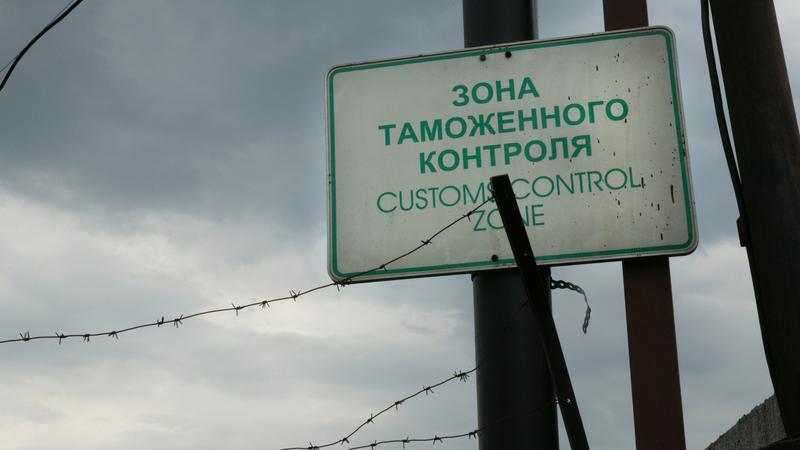 ЗОНА
ТАМОЖЕННОГО
КОНТРОЛЯ
CUSTOMS CONTROL
ZONE